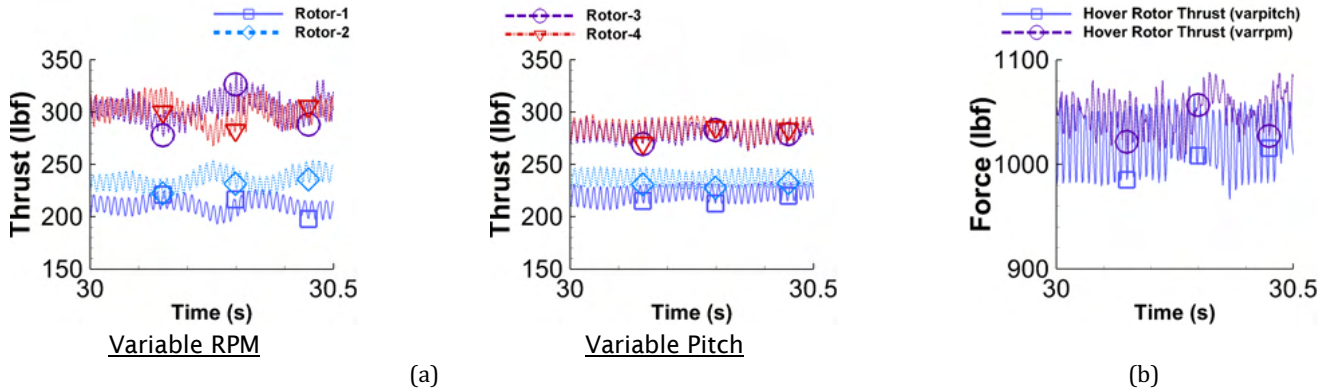 Rotor-1
Rotor-2
Rotor-3
Rotor-4
Hover Rotor Thrust (varpitch)
Hover Rotor Thrust (varrpm)
Thrust (lbf)
350
300
250
200
150
30
30.5
Time (s)
Variable RPM
Thrust (lbf)
350
300
250
200
150
30
30.5
Time (s)
Variable Pitch
(a)
Force (lbf)
1100
1000
900
30
30.5
Time (s)
(b)